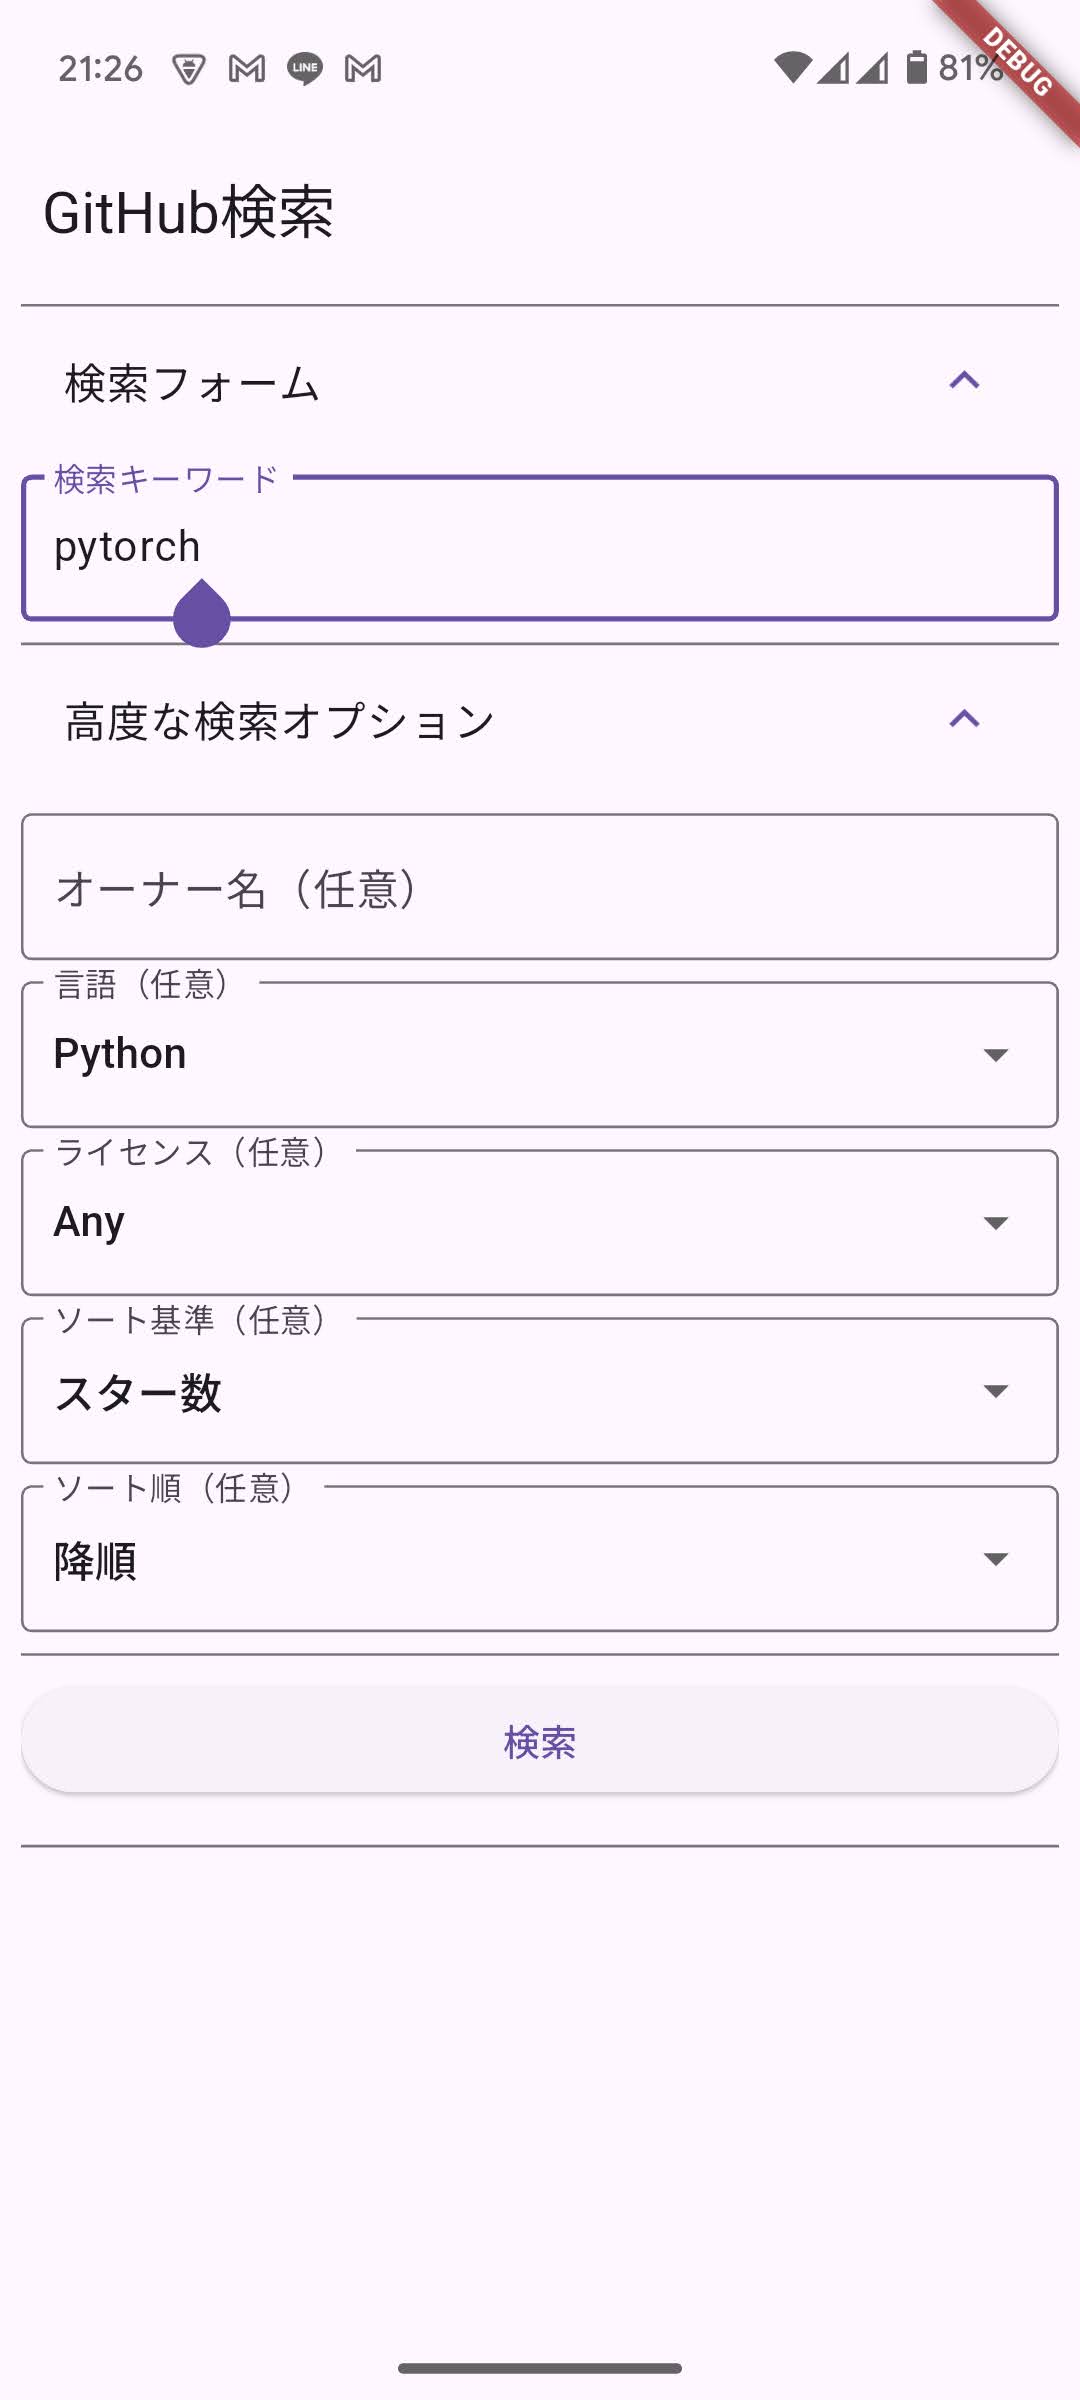 21:26
LINE
81%
DEBUG
GitHub検索
検索フォーム
検索キーワード
pytorch
高度な検索オプション
オーナー名（任意）
言語（任意）
Python
ライセンス（任意）
Any
ソート基準（任意）
スター数
ソート順（任意）
降順
検索